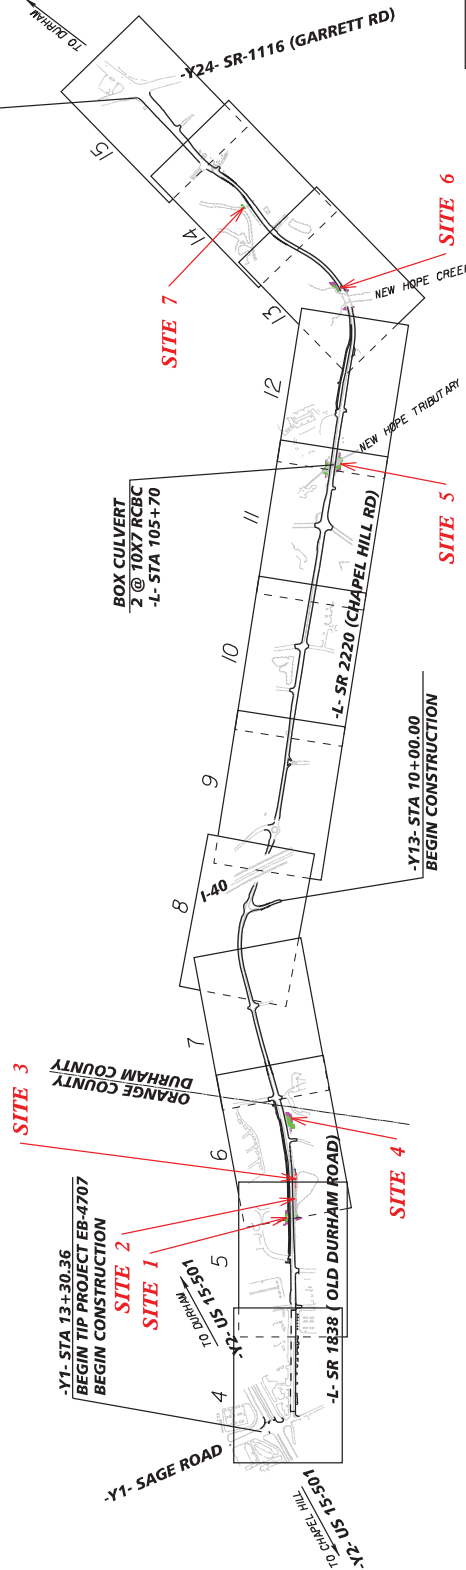 TO DURHAM
-Y24- SR-1116 (GARRETT RD)
15
14
13
SITE 7
SITE 6
NEW HOPE CREE
12
NEW HOPE TRIBUTARY
SITE 5
BOX CULVERT
2 @ 10X7 RCBC
-L- STA 105+70
11
-L- SR 2220 (CHAPEL HILL RD)
10
9
-Y13- STA 10+00.00
BEGIN CONSTRUCTION
8
I-40
7
ORANGE COUNTY
DURHAM COUNTY
SITE 3
6
SITE 4
-Y1- STA 13+30.36
BEGIN TIP PROJECT EB-4707
BEGIN CONSTRUCTION
SITE 2
SITE 1
5
TO DURHAM
-Y2- US 15-501
-L- SR 1838 ( OLD DURHAM ROAD)
4
-Y1- SAGE ROAD
TO CHAPEL HILL
-Y2- US 15-501